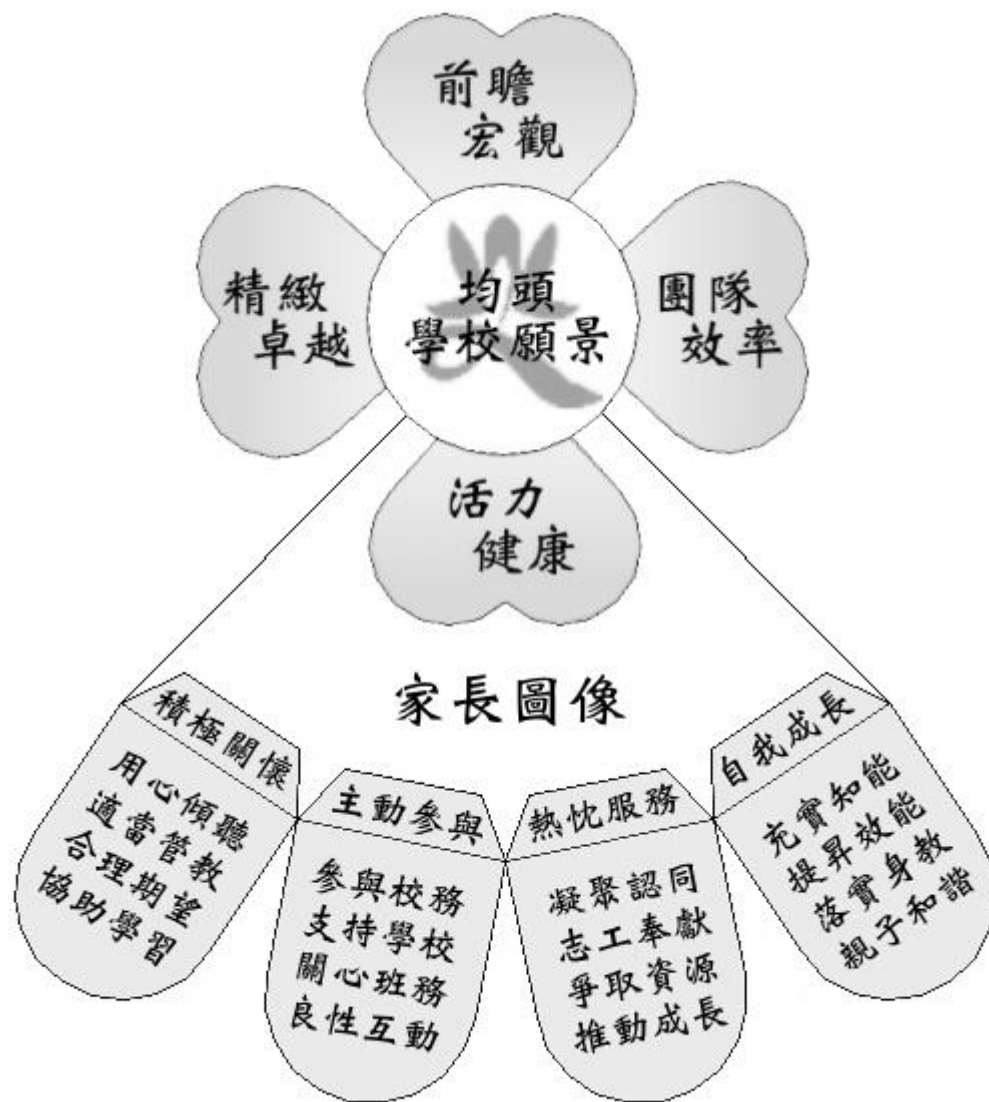 前瞻
宏觀
精緻
卓越
均頭
學校願景
團隊
效率
活力
健康
家長圖像
積極關懷
用心傾聽
適當管教
合理期望
協助學習
主動參與
參與校務
支持學校
關心班務
良性互動
熱忱服務
凝聚認同
志工奉獻
爭取資源
推動成長
自我成長
充實知能
提昇效能
落實身教
親子和諧